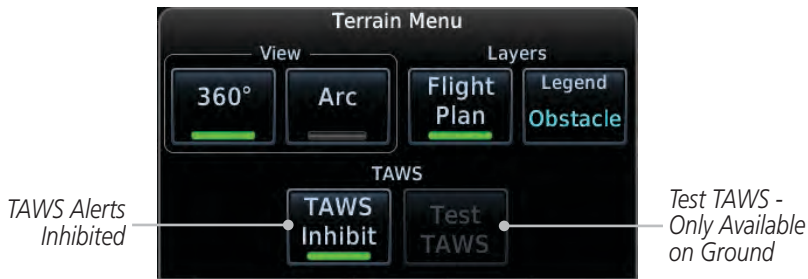 Terrain Menu
View
Layers
360°
Arc
Flight
Plan
Legend
Obstacle
TAWS
TAWS
Inhibit
Test
TAWS
TAWS Alerts
Inhibited
Test TAWS -
Only Available
on Ground